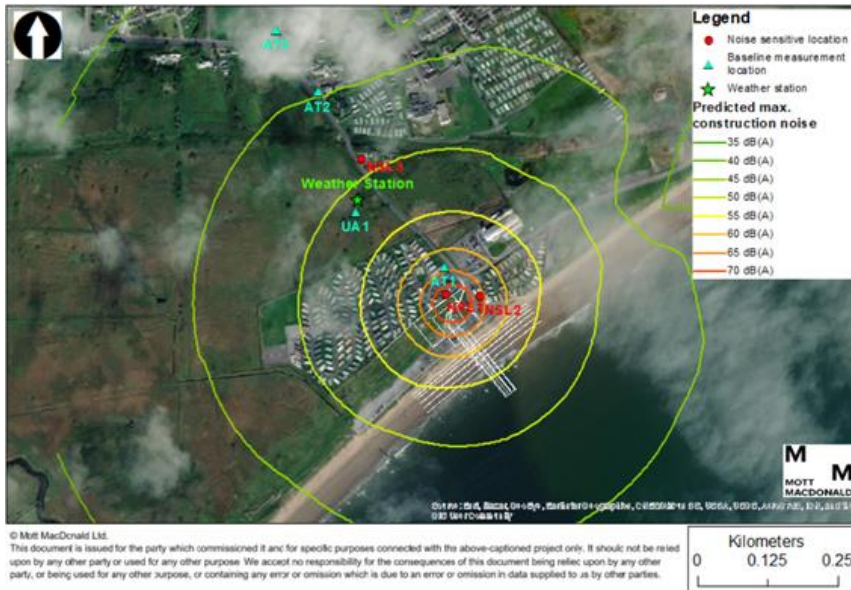 AT3
AT2
NSL
Weather Station
UA1
AT1
NSL2
Legend
Noise sensitive location
Baseline measurement
location
Weather station
Predicted max.
construction noise
35 dB(A)
40 dB(A)
45 dB(A)
50 dB(A)
55 dB(A)
60 dB(A)
65 dB(A)
70 dB(A)
M
M
MOTT
MACDONALD
GIS User Community
© Mott MacDonald Ltd.
This document is issued for the party which commissioned it and for specific purposes connected with the above-captioned project only. It should not be relied
upon by any other party or used for any other purpose. We accept no responsibility for the consequences of this document being relied upon by any other
party, or being used for any other purpose, or containing any error or omission which is due to an error or omission in data supplied to us by other parties.
Kilometers
0 0.125 0.25